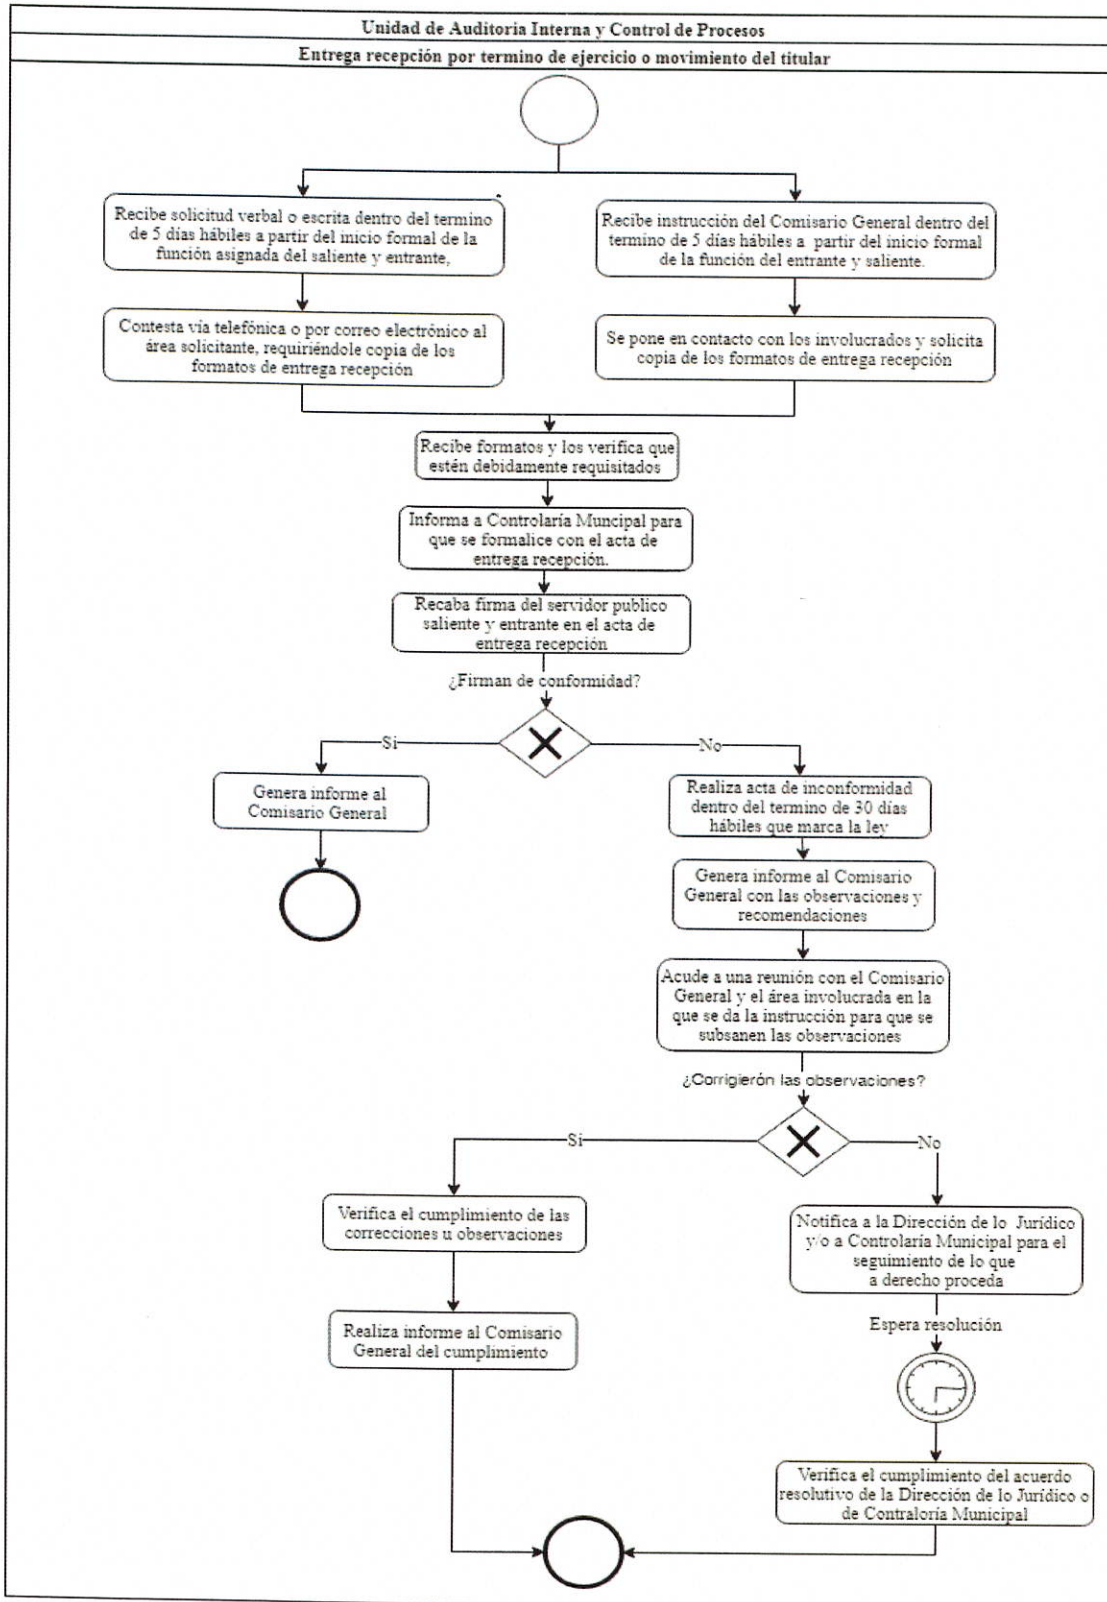 Unidad de Auditoria Interna y Control de Procesos
Entrega recepción por termino de ejercicio o movimiento del titular
Recibe solicitud verbal o escrita dentro del termino
de 5 días hábiles a partir del inicio formal de la
función asignada del saliente y entrante,
Recibe instrucción del Comisario General dentro del
termino de 5 días hábiles a partir del inicio formal
de la función del entrante y saliente.
Contesta vía telefónica o por correo electrónico al
área solicitante, requiriéndole copia de los
formatos de entrega recepción
Se pone en contacto con los involucrados y solicita
copia de los formatos de entrega recepción
Recibe formatos y los verifica que
estén debidamente requisitados
Informa a Controlaría Muncipal para
que se formalice con el acta de
entrega recepción.
Recaba firma del servidor publico
saliente y entrante en el acta de
entrega recepción
¿Firman de conformidad?
Si
No
Genera informe al
Comisario General
Realiza acta de inconformidad
dentro del termino de 30 días
hábiles que marca la ley
Genera informe al Comisario
General con las observaciones y
recomendaciones
Acude a una reunión con el Comisario
General y el área involucrada en la
que se da la instrucción para que se
subsanen las observaciones
¿Corrigierón las observaciones?
Si
No
Verifica el cumplimiento de las
correcciones u observaciones
Notifica a la Dirección de lo Jurídico
y/o a Controlaría Municipal para el
seguimiento de lo que
a derecho proceda
Realiza informe al Comisario
General del cumplimiento
Espera resolución
Verifica el cumplimiento del acuerdo
resolutivo de la Dirección de lo Jurídico o
de Contraloría Municipal